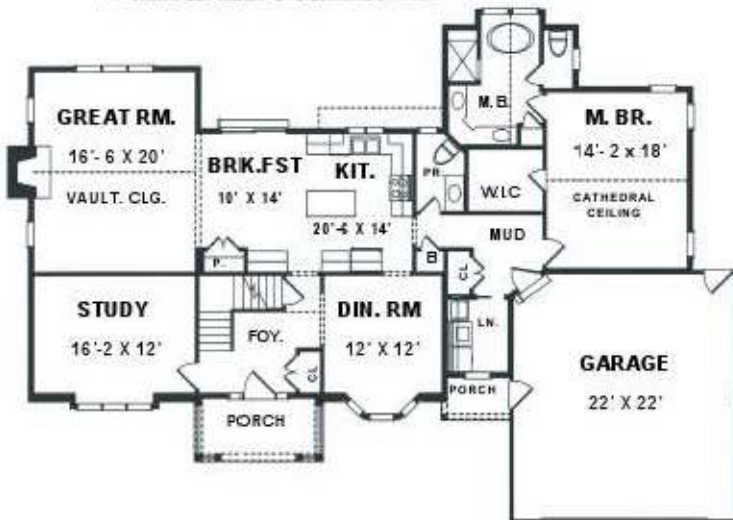 GREAT RM.
16'-6 X 20'
VAULT. CLG.
BRK.FST
10' X 14'
KIT.
20'-6 X 14'
P.
M. B.
M. BR.
14'-2 x 18'
CATHEDRAL
CEILING
PR.
W.I.C
MUD
B
CL
LN.
STUDY
16'-2 X 12'
FOY.
CL
DIN. RM
12' X 12'
PORCH
PORCH
GARAGE
22' X 22'